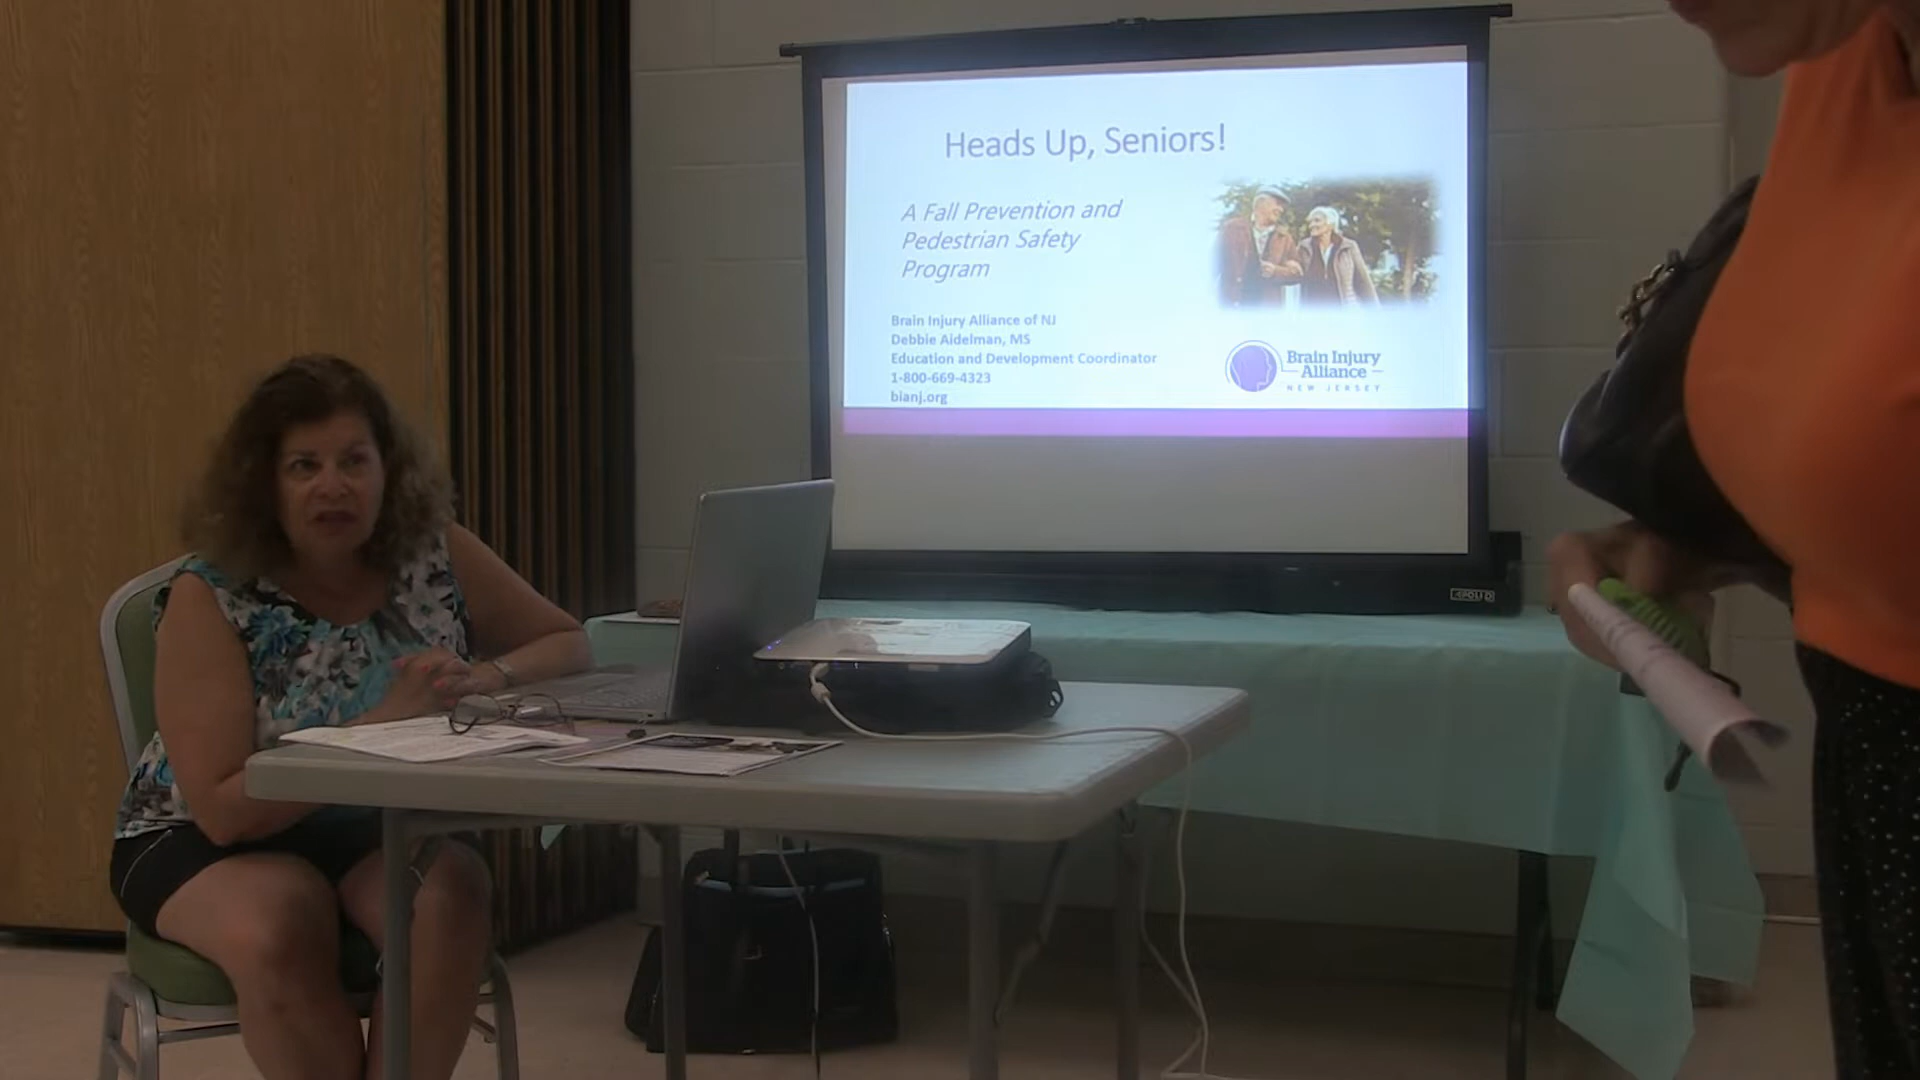 Heads Up, Seniors!
A Fall Prevention and
Pedestrian Safety
Program
Brain Injury Alliance of NJ
Debbie Aidelman, MS
Education and Development Coordinator
1-800-669-4323
bianj.org
Brain Injury
Alliance
NEW JERSEY